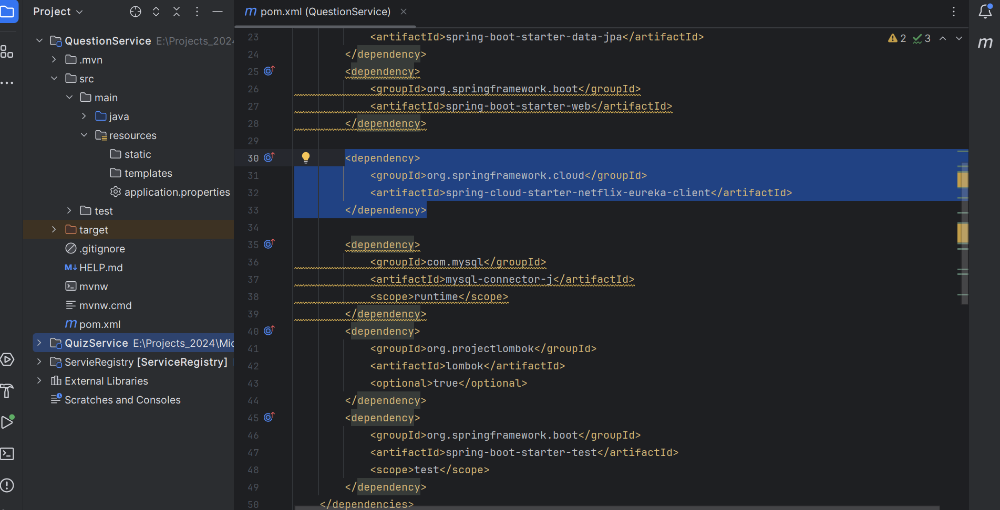 Project
QuestionService E:\Projects_202
.mvn
src
main
java
resources
static
templates
application.properties
test
target
.gitignore
HELP.md
mvnw
mvnw.cmd
pom.xml
QuizService E:\Projects_2024\Mic
ServieRegistry [ServiceRegistry]
External Libraries
Scratches and Consoles
pom.xml (QuestionService)
2 3
23 <artifactId>spring-boot-starter-data-jpa</artifactId>
24 </dependency>
25 <dependency>
26 <groupId>org.springframework.boot</groupId>
27 <artifactId>spring-boot-starter-web</artifactId>
28 </dependency>
29
30 <dependency>
31 <groupId>org.springframework.cloud</groupId>
32 <artifactId>spring-cloud-starter-netflix-eureka-client</artifactId>
33 </dependency>
34
35 <dependency>
36 <groupId>com.mysql</groupId>
37 <artifactId>mysql-connector-j</artifactId>
38 <scope>runtime</scope>
39 </dependency>
40 <dependency>
41 <groupId>org.projectlombok</groupId>
42 <artifactId>lombok</artifactId>
43 <optional>true</optional>
44 </dependency>
45 <dependency>
46 <groupId>org.springframework.boot</groupId>
47 <artifactId>spring-boot-starter-test</artifactId>
48 <scope>test</scope>
49 </dependency>
50 </dependencies>